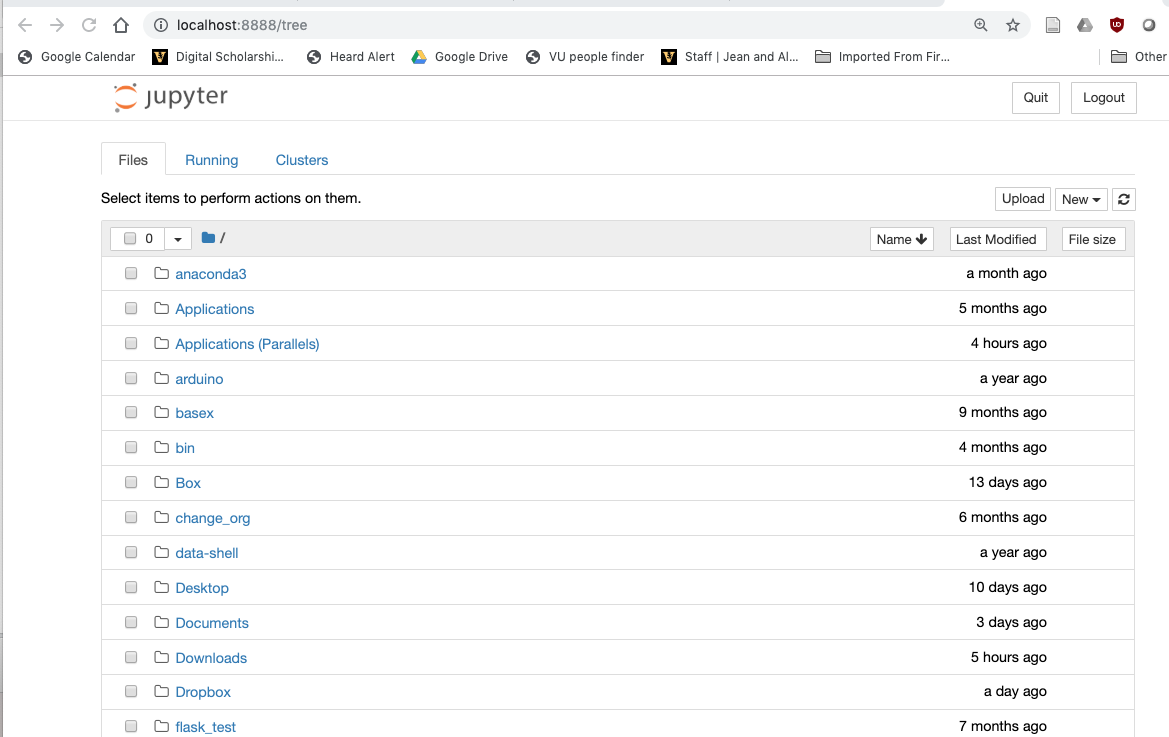 localhost:8888/tree
Google Calendar Digital Scholarshi... Heard Alert Google Drive VU people finder Staff | Jean and Al... Imported From Fir... Other
jupyter Quit Logout
Files Running Clusters
Select items to perform actions on them. Upload New
0 / Name Last Modified File size
anaconda3 a month ago
Applications 5 months ago
Applications (Parallels) 4 hours ago
arduino a year ago
basex 9 months ago
bin 4 months ago
Box 13 days ago
change_org 6 months ago
data-shell a year ago
Desktop 10 days ago
Documents 3 days ago
Downloads 5 hours ago
Dropbox a day ago
flask_test 7 months ago